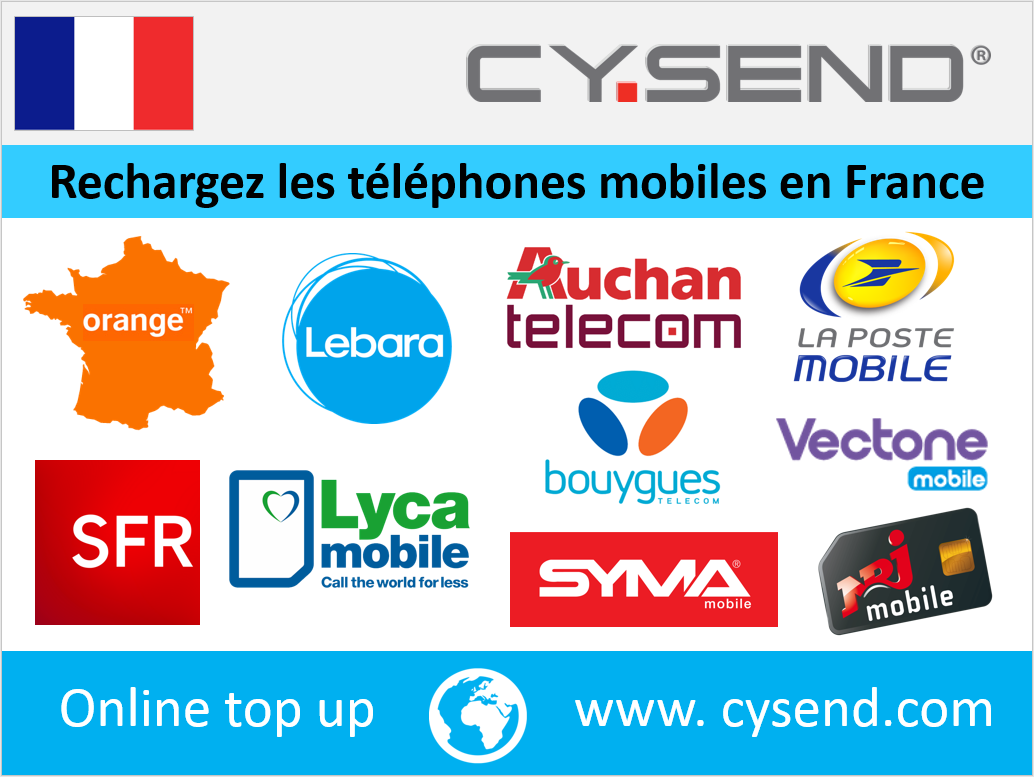 CY.SEND®
Rechargez les téléphones mobiles en France
orange™
Lebara
Auchan
telecom
LA POSTE
MOBILE
bouygues
TELECOM
Vectone
mobile
SFR
Lyca
mobile
Call the world for less
SYMA®
mobile
NRJ
mobile
Online top up
www. cysend.com